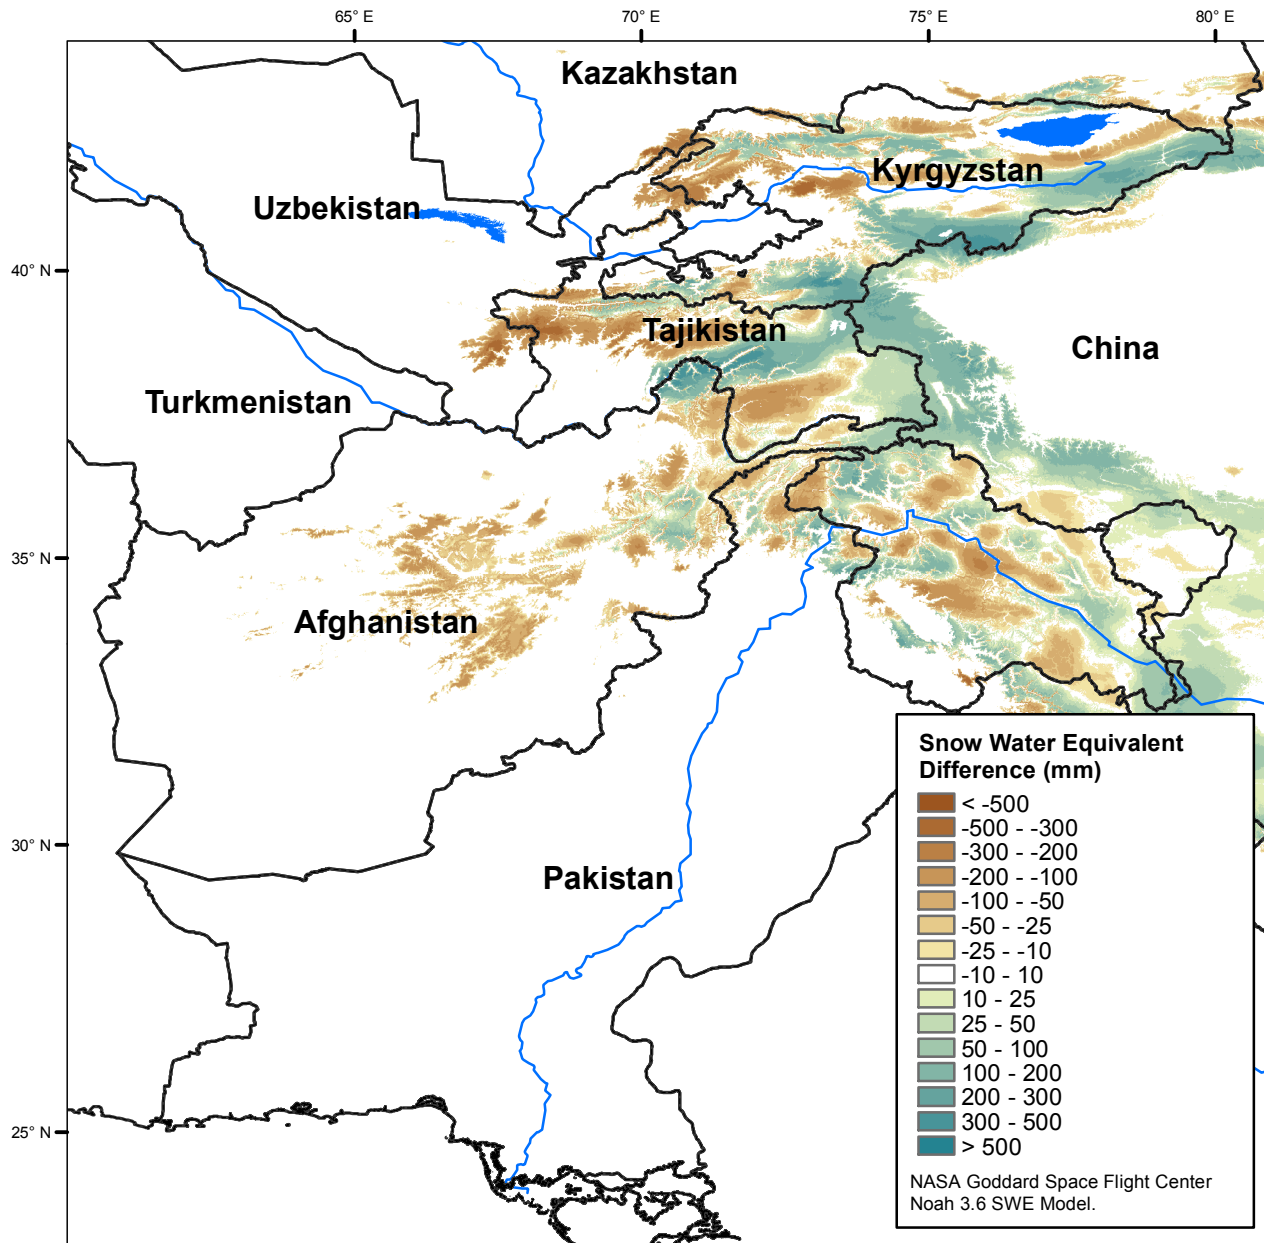 65° E
70° E
75° E
80° E
Kazakhstan
Kyrgyzstan
Uzbekistan
40° N
Tajikistan
China
Turkmenistan
35° N
Afghanistan
30° N
Pakistan
25° N
Snow Water Equivalent
Difference (mm)
< -500
-500 - -300
-300 - -200
-200 - -100
-100 - -50
-50 - -25
-25 - -10
-10 - 10
10 - 25
25 - 50
50 - 100
100 - 200
200 - 300
300 - 500
> 500
NASA Goddard Space Flight Center
Noah 3.6 SWE Model.